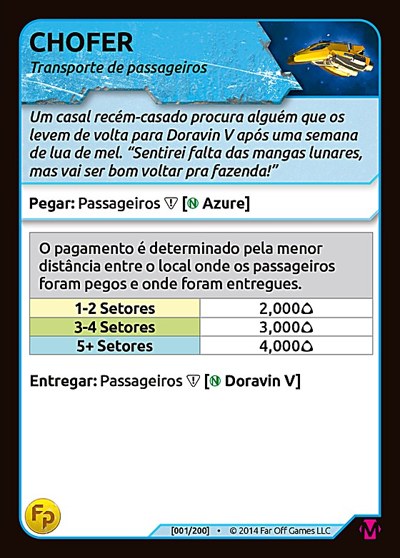 CHOFER
Transporte de passageiros
Um casal recém-casado procura alguém que os
levem de volta para Doravin V após uma semana
de lua de mel. “Sentirei falta das mangas lunares,
mas vai ser bom voltar pra fazenda!”
Pegar: Passageiros [N Azure]
O pagamento é determinado pela menor
distância entre o local onde os passageiros
foram pegos e onde foram entregues.
1-2 Setores 2,000
3-4 Setores 3,000
5+ Setores 4,000
Entregar: Passageiros [N Doravin V]
FP
[001/200] • © 2014 Far Off Games LLC